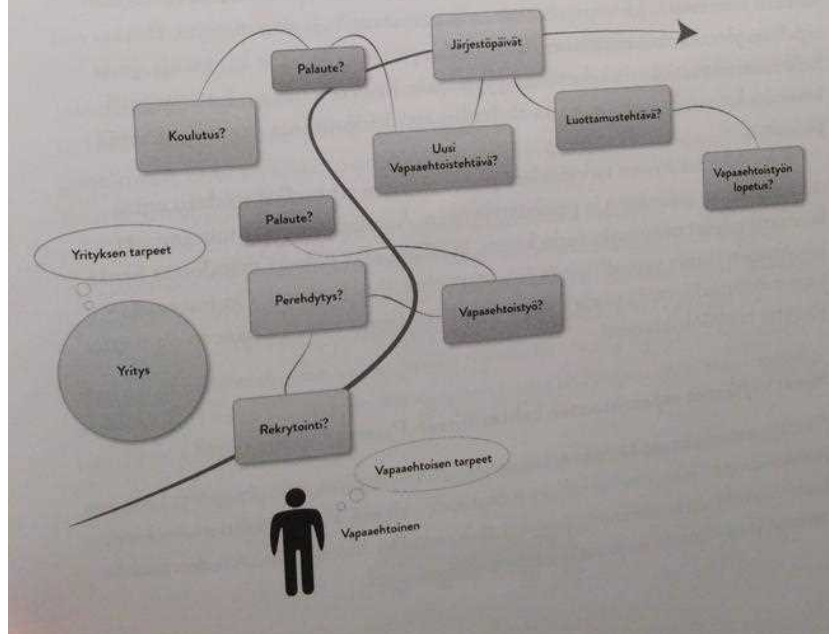 Järjestöpäivät
Palaute?
Koulutus?
Uusi
Vapaaehtoistehtävä?
Luottamustehtävä?
Vapaaehtoistyön
lopetus?
Palaute?
Yrityksen tarpeet
Perehdytys?
Vapaaehtoistyö?
Yritys
Rekrytointi?
Vapaaehtoisen tarpeet
Vapaaehtoinen